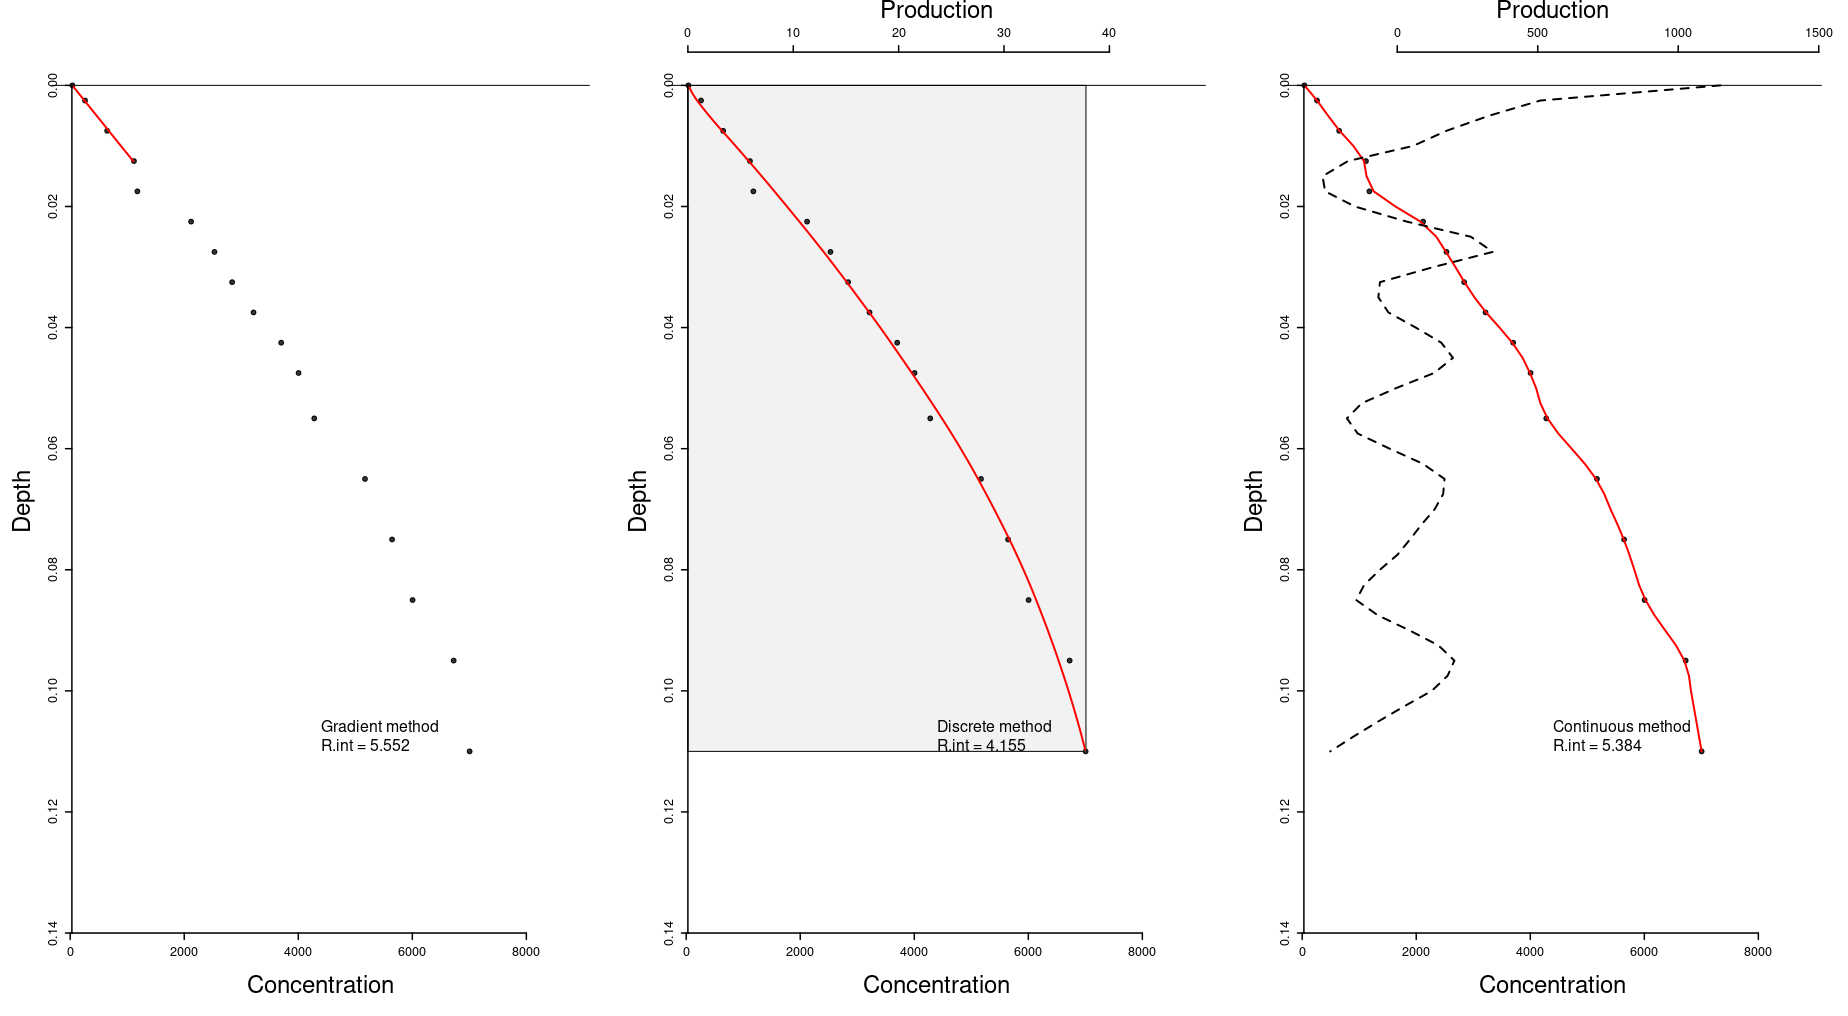 0.00
0.02
0.04
0.06
0.08
0.10
0.12
0.14
Depth
Gradient method
R.int = 5.552
0 2000 4000 6000 8000
Concentration
Production
0 10 20 30 40
0.00
0.02
0.04
0.06
0.08
0.10
0.12
0.14
Depth
Discrete method
R.int = 4.155
0 2000 4000 6000 8000
Concentration
Production
0 500 1000 1500
0.00
0.02
0.04
0.06
0.08
0.10
0.12
0.14
Depth
Continuous method
R.int = 5.384
0 2000 4000 6000 8000
Concentration